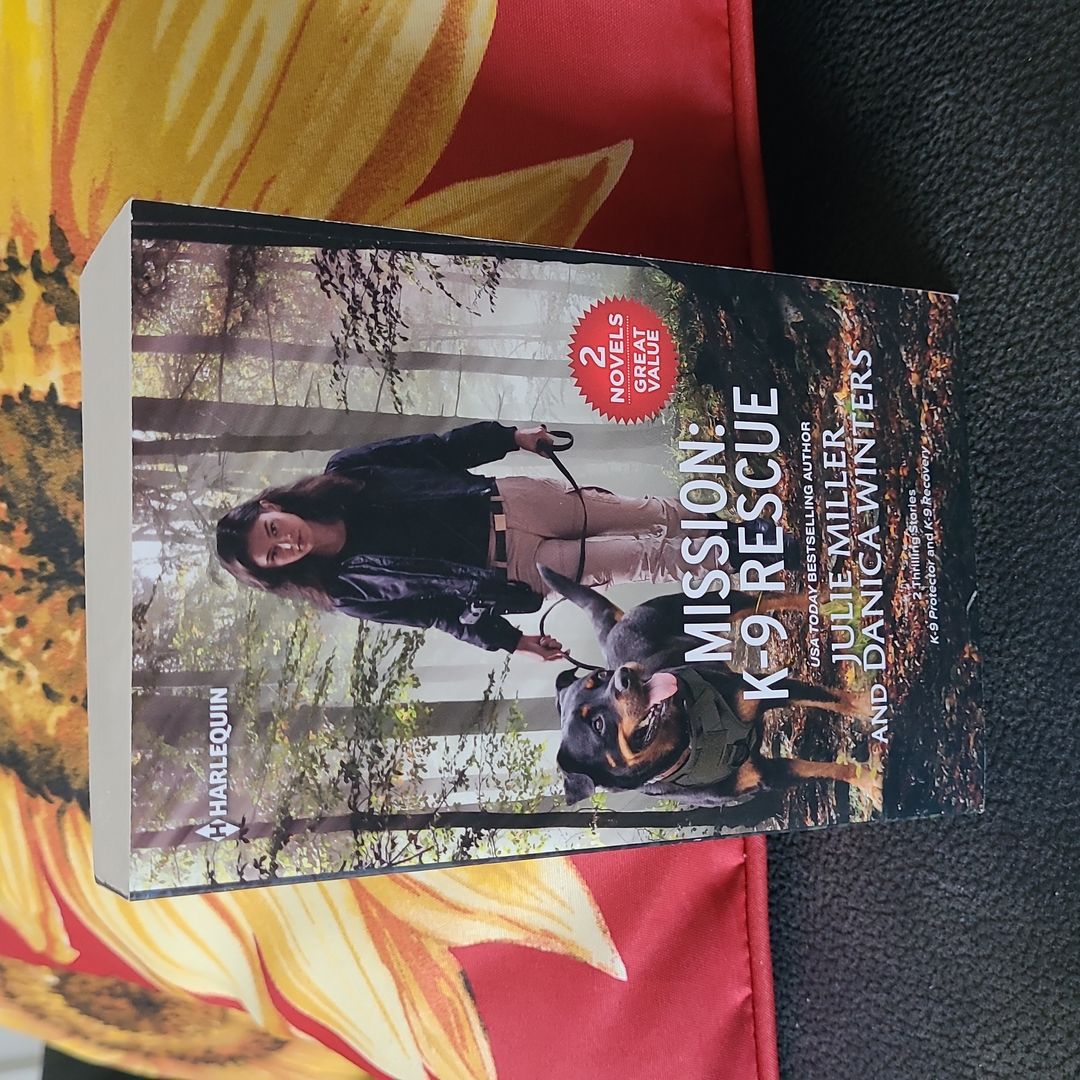 HARLEQUIN
2
NOVELS
GREAT
VALUE
MISSION:
K-9 RESCUE
USA TODAY BESTSELLING AUTHOR
JULIE MILLER
AND DANICA WINTERS
2 Thrilling Stories
K-9 Protector and K-9 Recovery